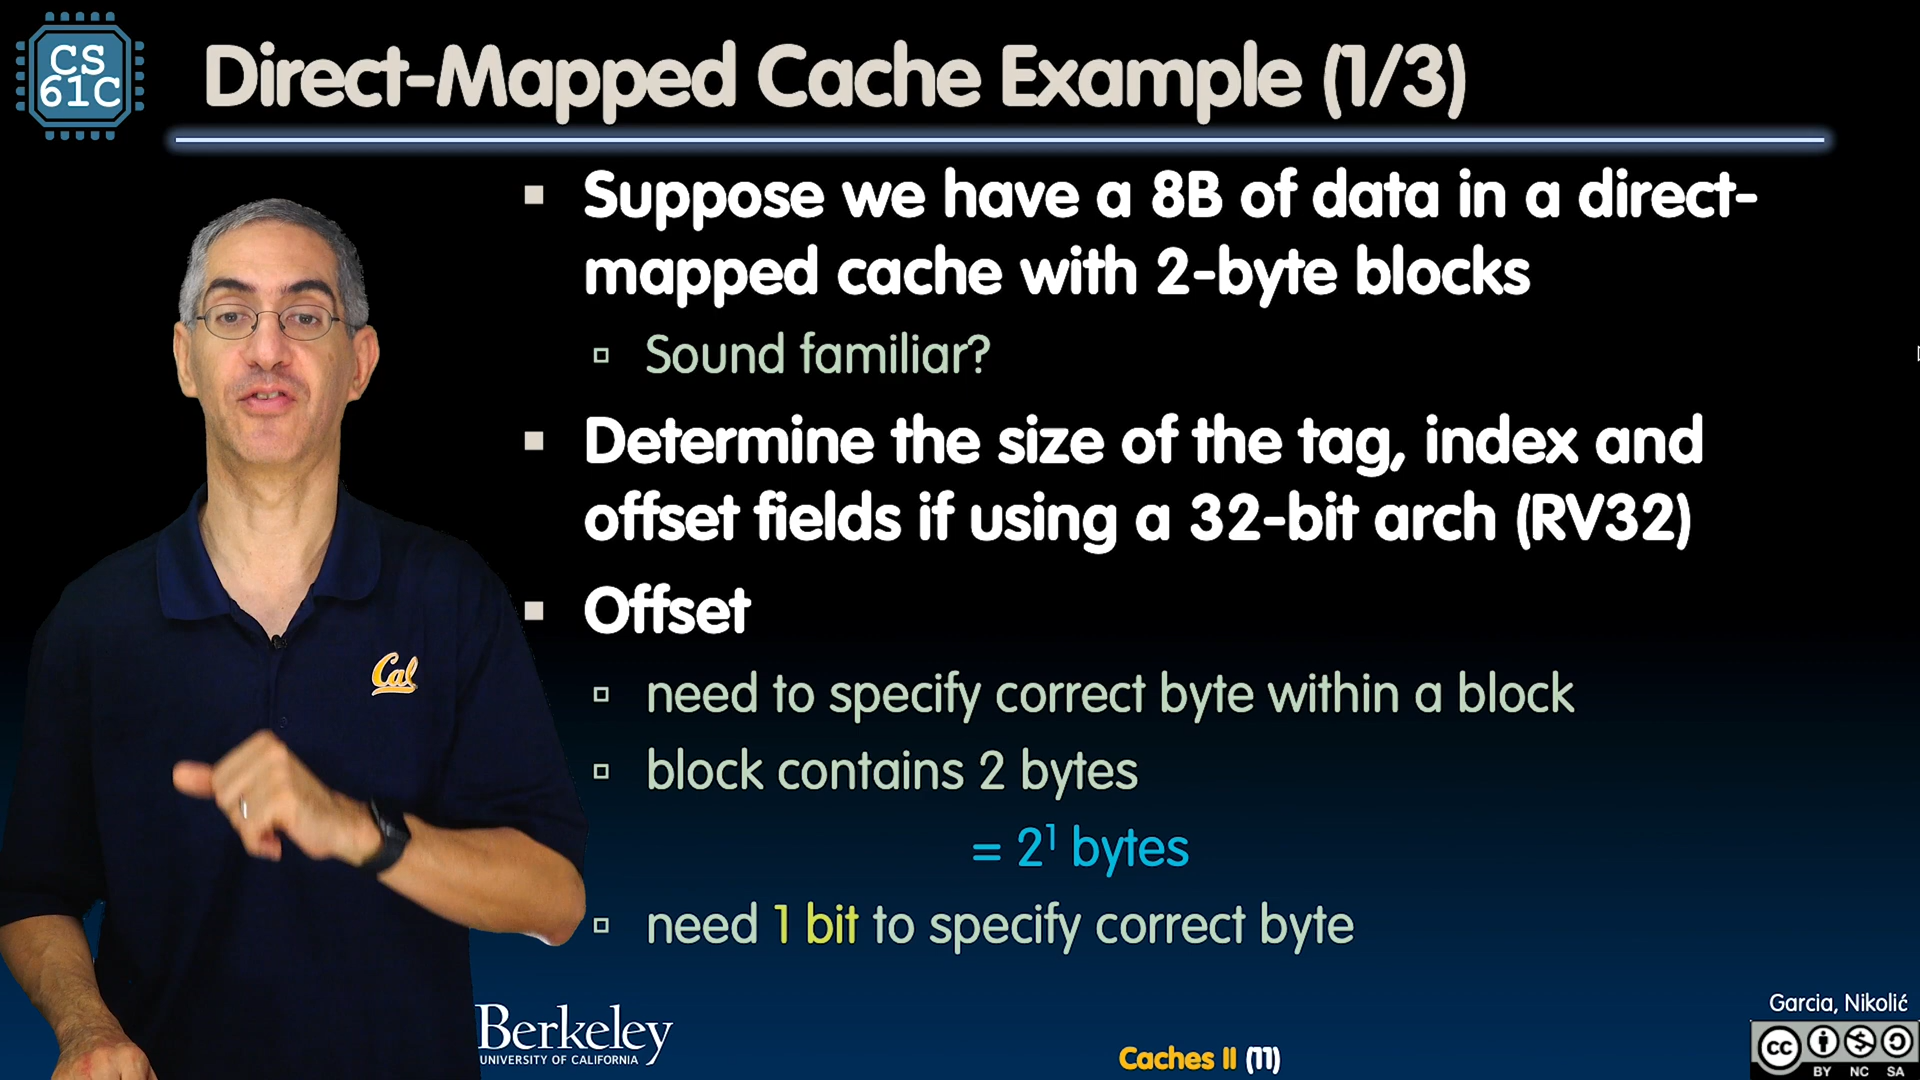 CS
61C
Direct-Mapped Cache Example (1/3)
Suppose we have a 8B of data in a direct-
mapped cache with 2-byte blocks
Sound familiar?
Determine the size of the tag, index and
offset fields if using a 32-bit arch (RV32)
Offset
need to specify correct byte within a block
block contains 2 bytes
= 2¹ bytes
need 1 bit to specify correct byte
Cal
Berkeley
UNIVERSITY OF CALIFORNIA
Caches II (11)
Garcia, Nikolić
cc
BY NC SA